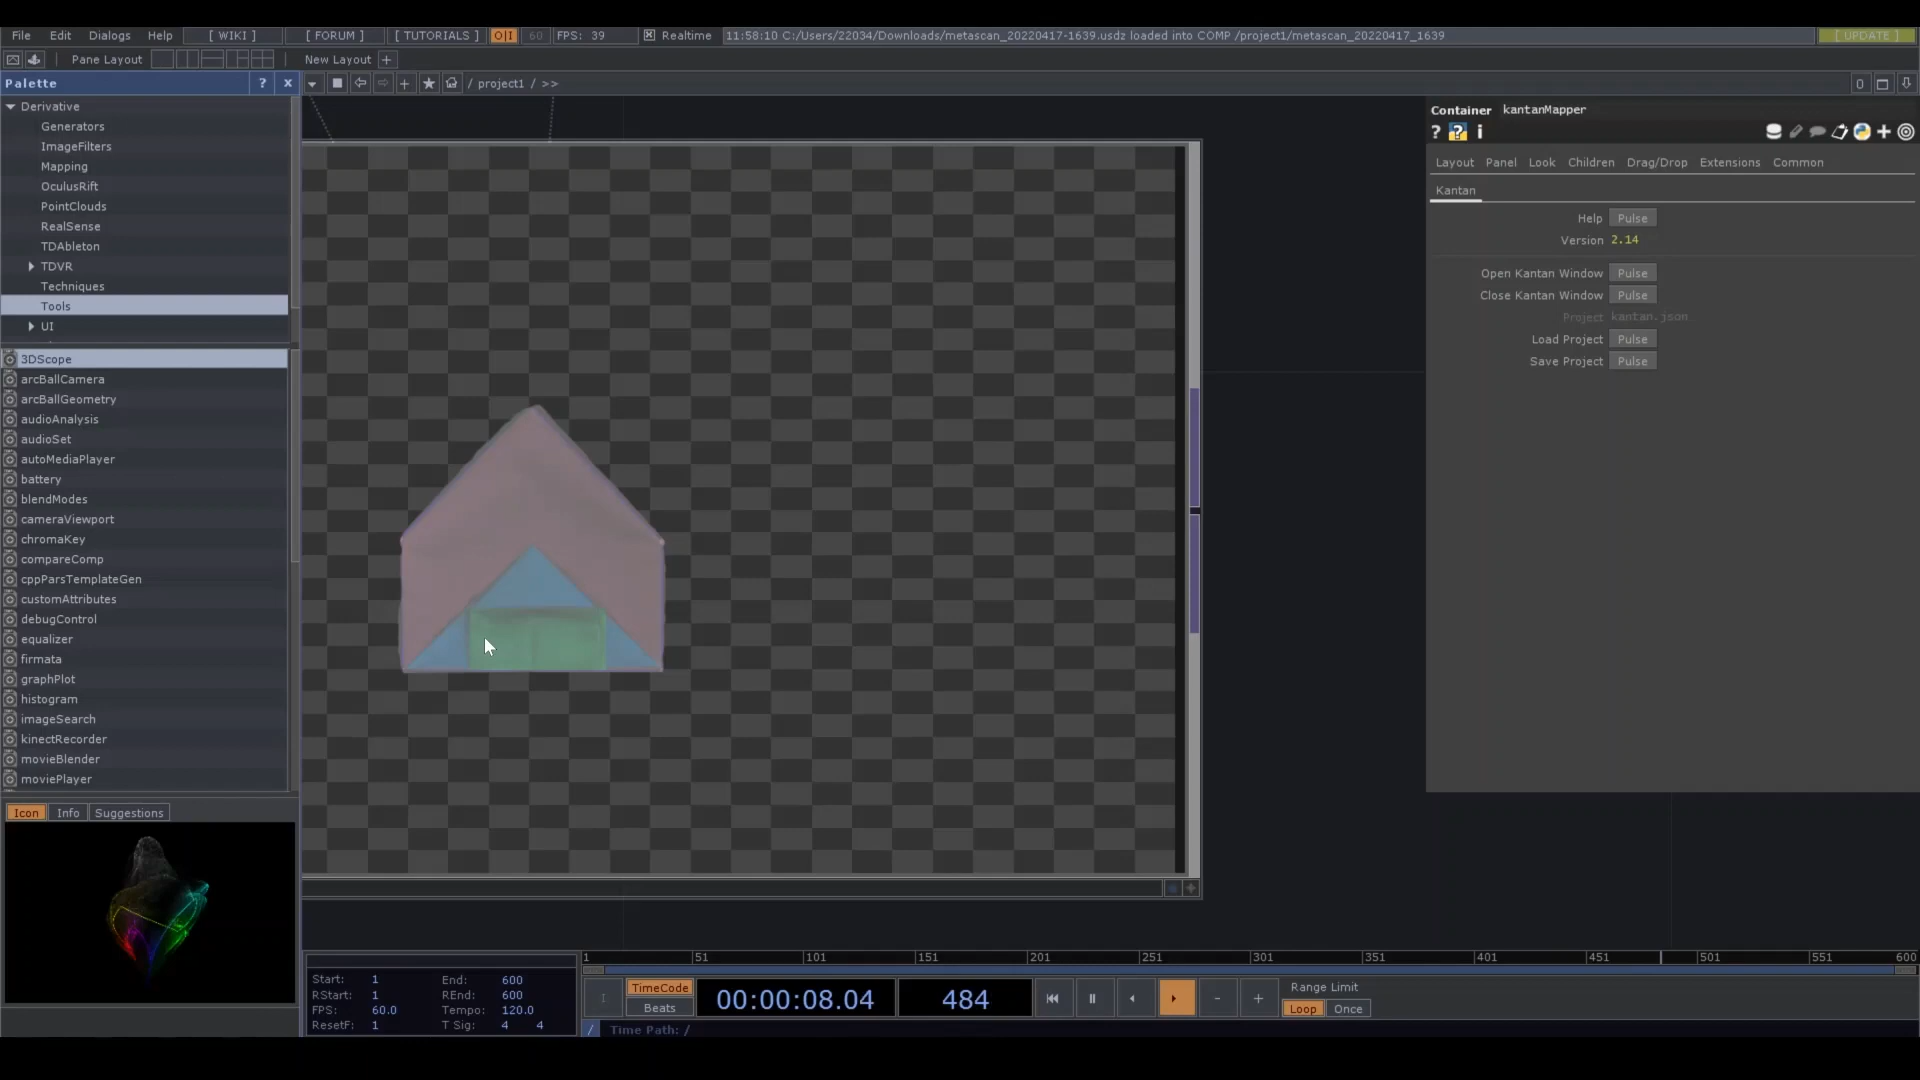 File Edit Dialogs Help [ WIKI ] [ FORUM ] [ TUTORIALS ] O|I 60 FPS: 39 Realtime 11:58:10 C:/Users/22034/Downloads/metascan_20220417-1639.usdz loaded into COMP /project1/metascan_20220417_1639 [ UPDATE ]
Pane Layout New Layout +
Palette ? x / project1 / >> 0
Derivative
Generators
ImageFilters
Mapping
OculusRift
PointClouds
RealSense
TDAbleton
TDVR
Techniques
Tools
UI
3DScope
arcBallCamera
arcBallGeometry
audioAnalysis
audioSet
autoMediaPlayer
battery
blendModes
cameraViewport
chromaKey
compareComp
cppParsTemplateGen
customAttributes
debugControl
equalizer
firmata
graphPlot
histogram
imageSearch
kinectRecorder
movieBlender
moviePlayer
Icon Info Suggestions
Container kantanMapper
? ? i
Layout Panel Look Children Drag/Drop Extensions Common
Kantan
Help Pulse
Version 2.14
Open Kantan Window Pulse
Close Kantan Window Pulse
Project kantan.json
Load Project Pulse
Save Project Pulse
1 51 101 151 201 251 301 351 401 451 501 551 600
Start: 1 End: 600
RStart: 1 REnd: 600
FPS: 60.0 Tempo: 120.0
ResetF: 1 T Sig: 4 4
TimeCode
Beats
00:00:08.04 484
- +
Range Limit
Loop Once
/ Time Path: /